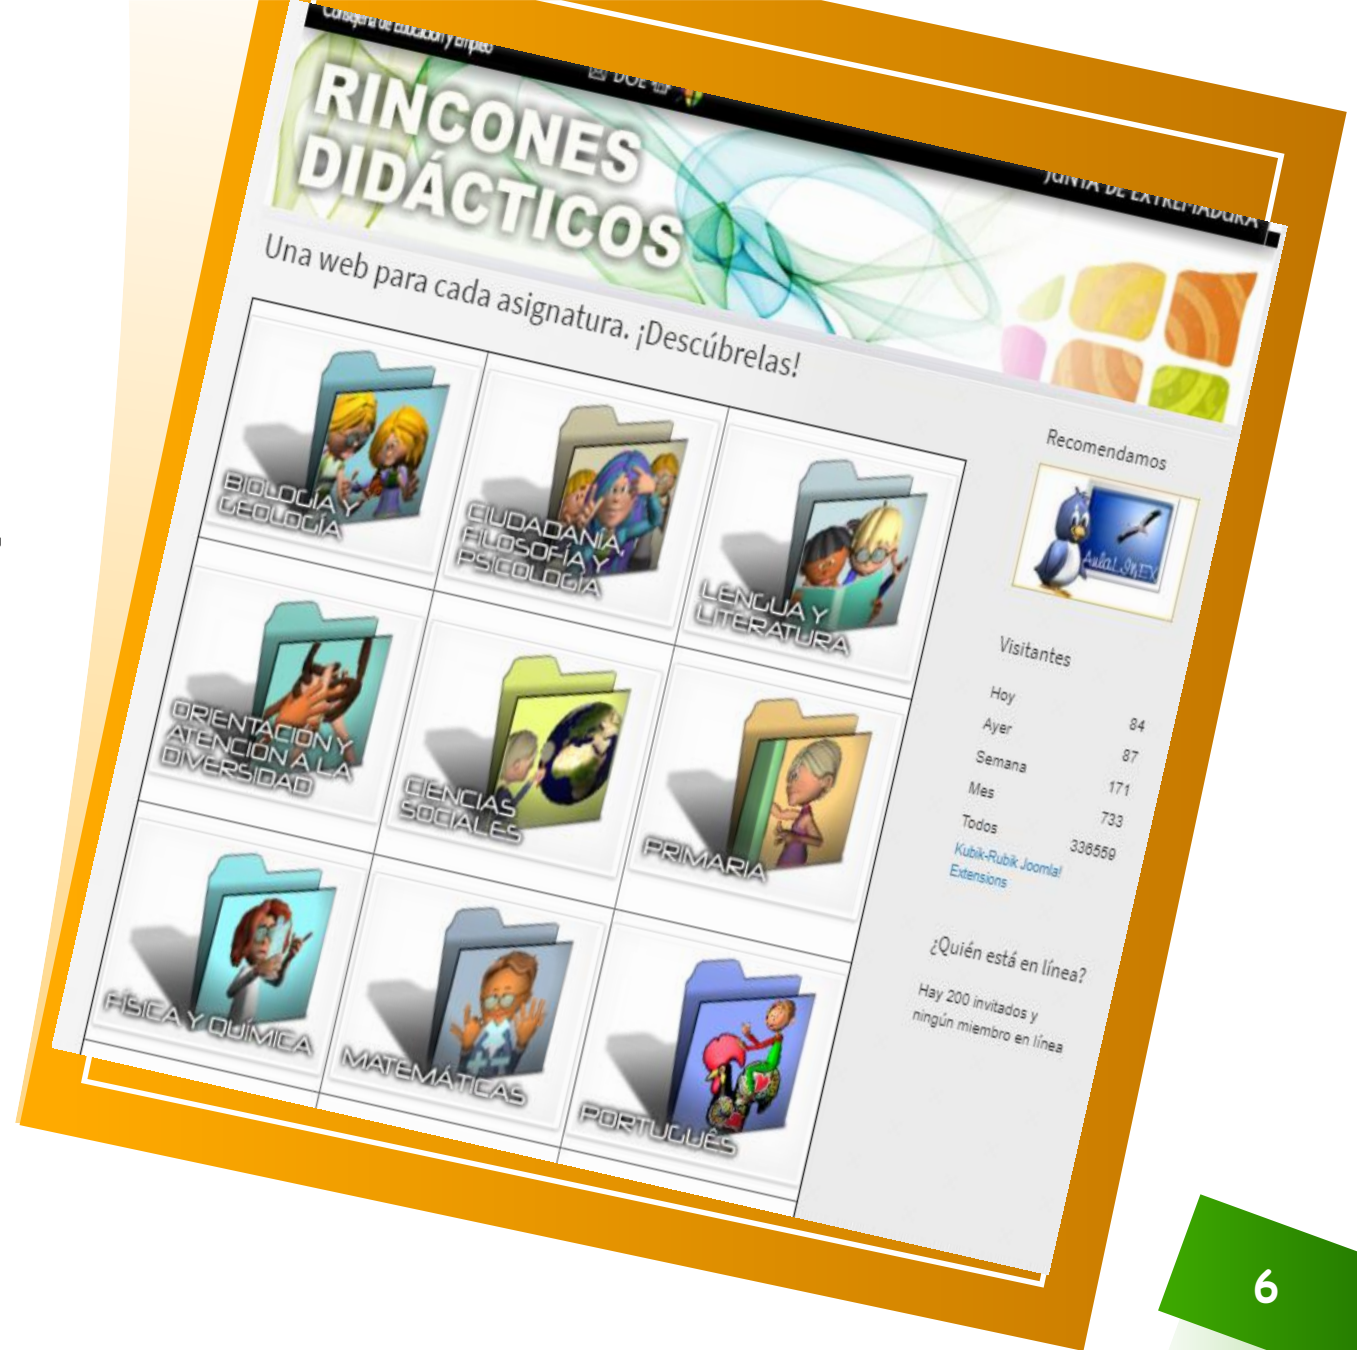 Consejería de Educación y Empleo
DOE
JUNTA DE EXTREMADURA
RINCONES
DIDÁCTICOS
Una web para cada asignatura. ¡Descúbrelas!
BIOLOGÍA Y
GEOLOGÍA
CIUDADANÍA,
FILOSOFÍA Y
PSICOLOGÍA
LENGUA Y
LITERATURA
ORIENTACIÓN Y
ATENCIÓN A LA
DIVERSIDAD
CIENCIAS
SOCIALES
PRIMARIA
FÍSICA Y QUÍMICA
MATEMÁTICAS
PORTUGUÊS
Recomendamos
AulaLINEX
Visitantes
Hoy 84
Ayer 87
Semana 171
Mes 733
Todos 336559
Kubik-Rubik Joomla!
Extensions
¿Quién está en línea?
Hay 200 invitados y
ningún miembro en línea
6